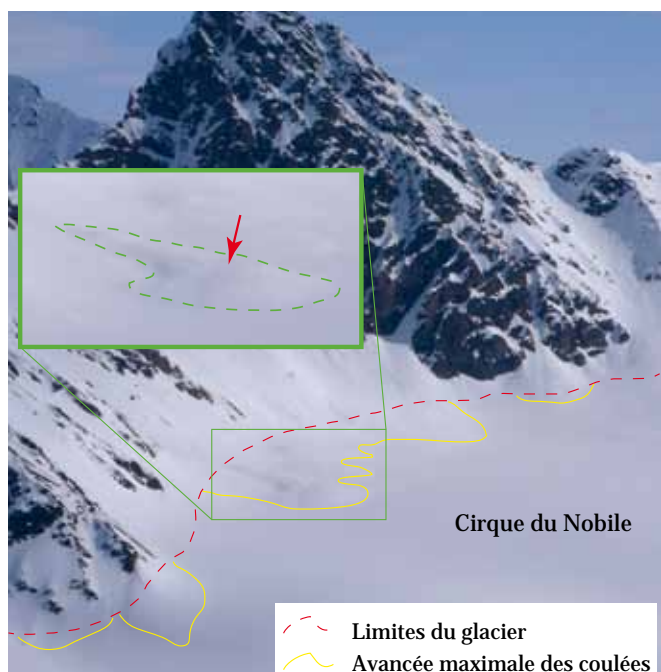 Cirque du Nobile
Limites du glacier
Avancée maximale des coulées